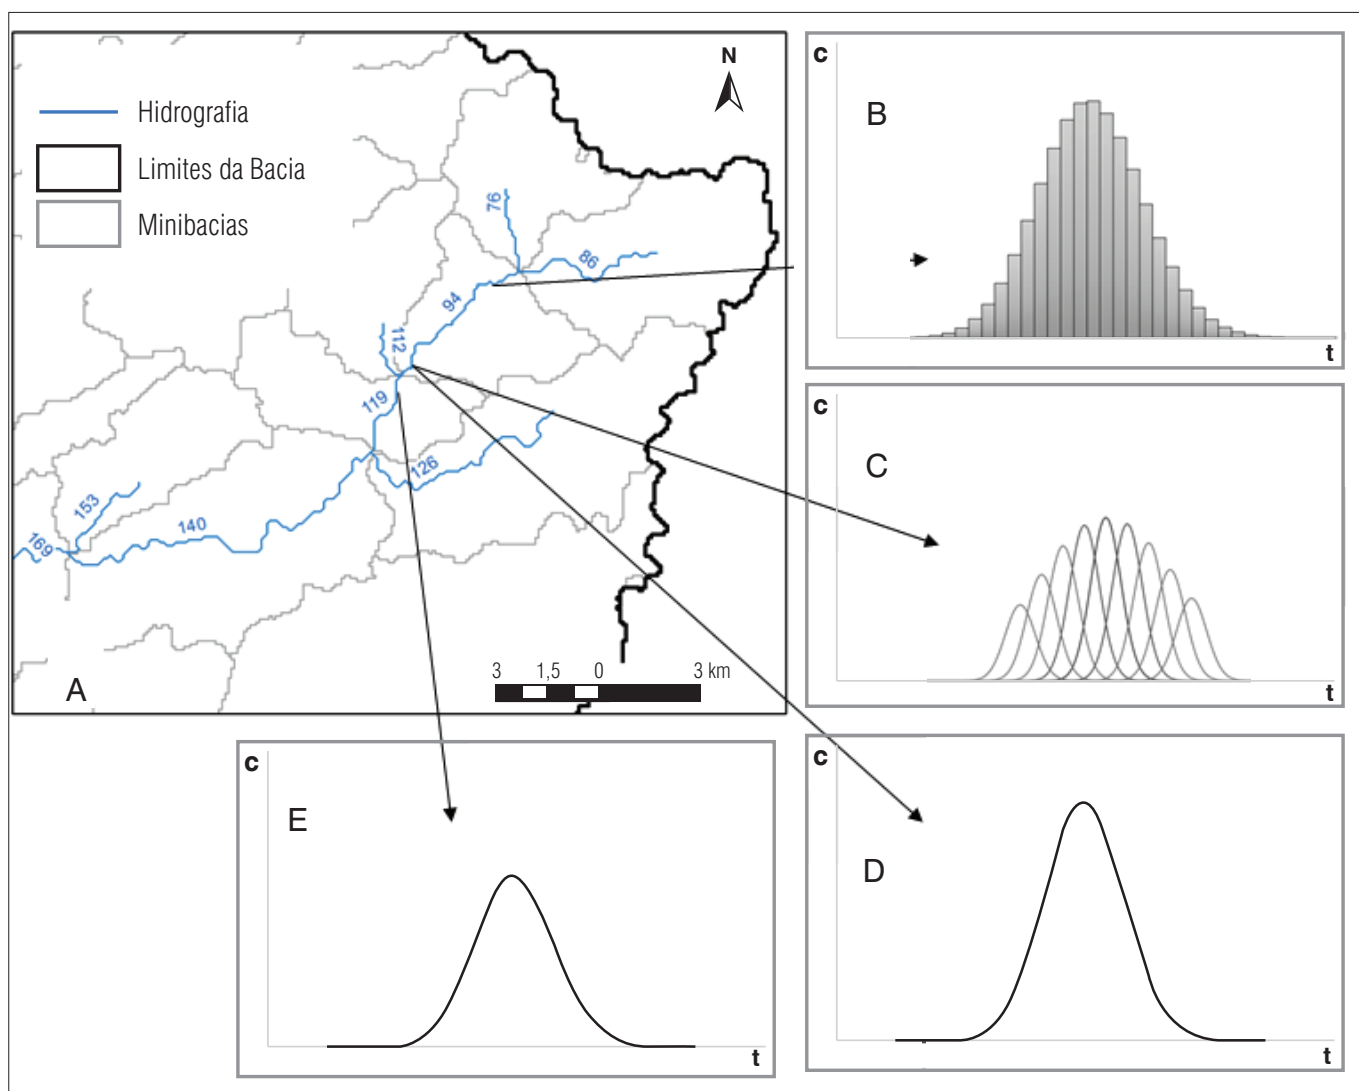 Hidrografia
Limites da Bacia
Minibacias
N
76
86
94
112
119
126
153
140
169
A
3 1,5 0 3 km
c
B
t
c
C
t
c
E
t
c
D
t